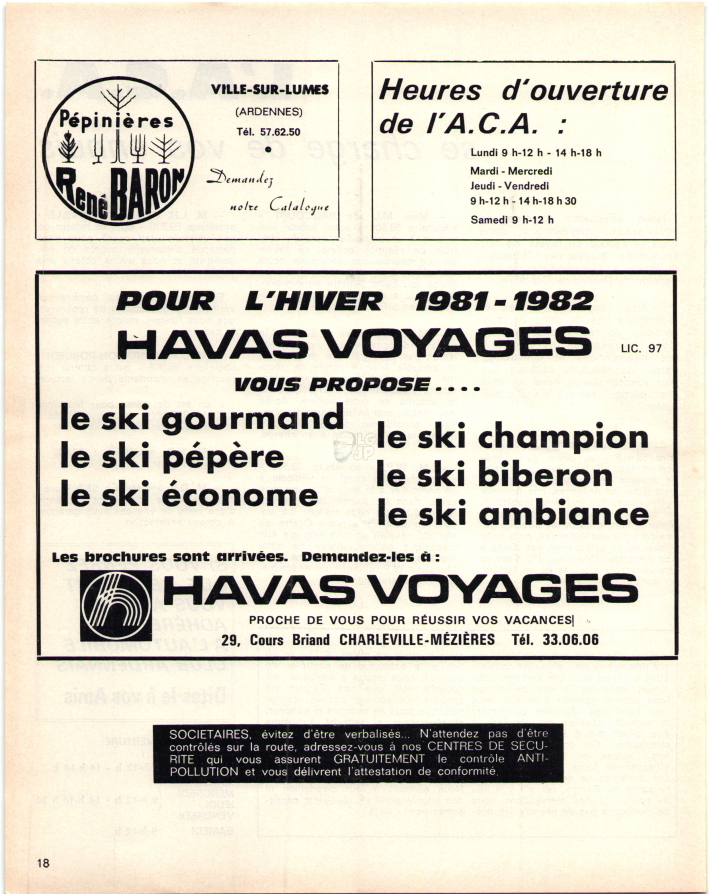 Pépinières
René BARON
VILLE-SUR-LUMES
(ARDENNES)
Tél. 57.62.50
Demandez
notre Catalogue
Heures d'ouverture
de l'A.C.A. :
Lundi 9 h-12 h - 14 h-18 h
Mardi - Mercredi
Jeudi - Vendredi
9 h-12 h - 14 h-18 h 30
Samedi 9 h-12 h
POUR L'HIVER 1981-1982
HAVAS VOYAGES LIC. 97
VOUS PROPOSE....
le ski gourmand
le ski pépère
le ski économe
le ski champion
le ski biberon
le ski ambiance
Les brochures sont arrivées. Demandez-les à :
HAVAS VOYAGES
PROCHE DE VOUS POUR RÉUSSIR VOS VACANCES
29, Cours Briand CHARLEVILLE-MÉZIÈRES Tél. 33.06.06
SOCIETAIRES, évitez d'être verbalisés... N'attendez pas d'être
contrôlés sur la route, adressez-vous à nos CENTRES DE SECU-
RITE qui vous assurent GRATUITEMENT le contrôle ANTI-
POLLUTION et vous délivrent l'attestation de conformité.
18